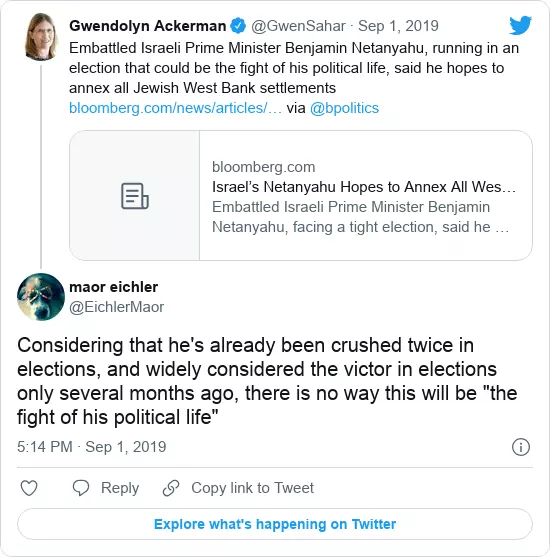 Gwendolyn Ackerman @GwenSahar · Sep 1, 2019
Embattled Israeli Prime Minister Benjamin Netanyahu, running in an
election that could be the fight of his political life, said he hopes to
annex all Jewish West Bank settlements
bloomberg.com/news/articles/… via @bpolitics
bloomberg.com
Israel’s Netanyahu Hopes to Annex All Wes…
Embattled Israeli Prime Minister Benjamin
Netanyahu, facing a tight election, said he …
maor eichler
@EichlerMaor
Considering that he's already been crushed twice in
elections, and widely considered the victor in elections
only several months ago, there is no way this will be "the
fight of his political life"
5:14 PM · Sep 1, 2019
Reply
Copy link to Tweet
Explore what's happening on Twitter